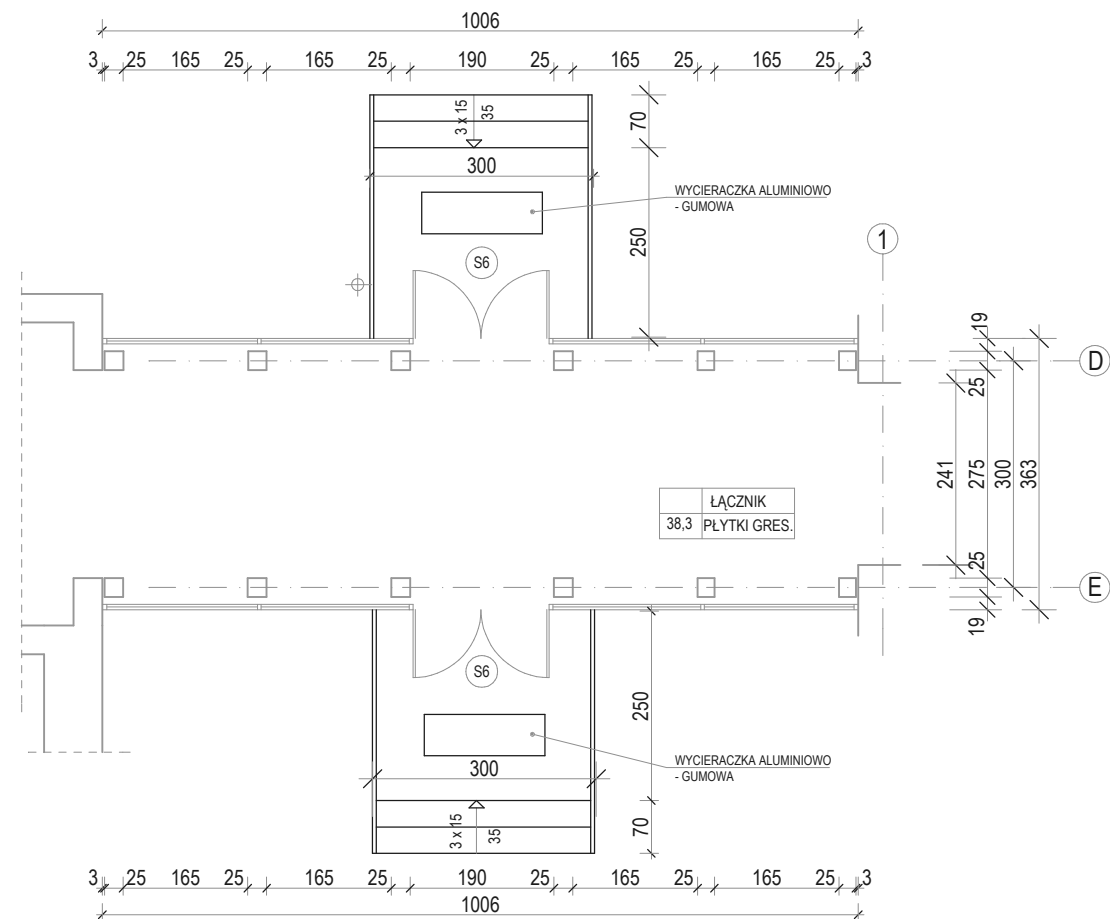 1006
3 25 165 25 165 25 190 25 165 25 165 25 3
3 x 15
35
70
300
WYCIERACZKA ALUMINIOWO
- GUMOWA
250
S6
1
19
D
25
241
275
300
363
ŁĄCZNIK
38,3 PŁYTKI GRES.
25
E
19
S6
250
WYCIERACZKA ALUMINIOWO
- GUMOWA
300
3 x 15
35
70
3 25 165 25 165 25 190 25 165 25 165 25 3
1006